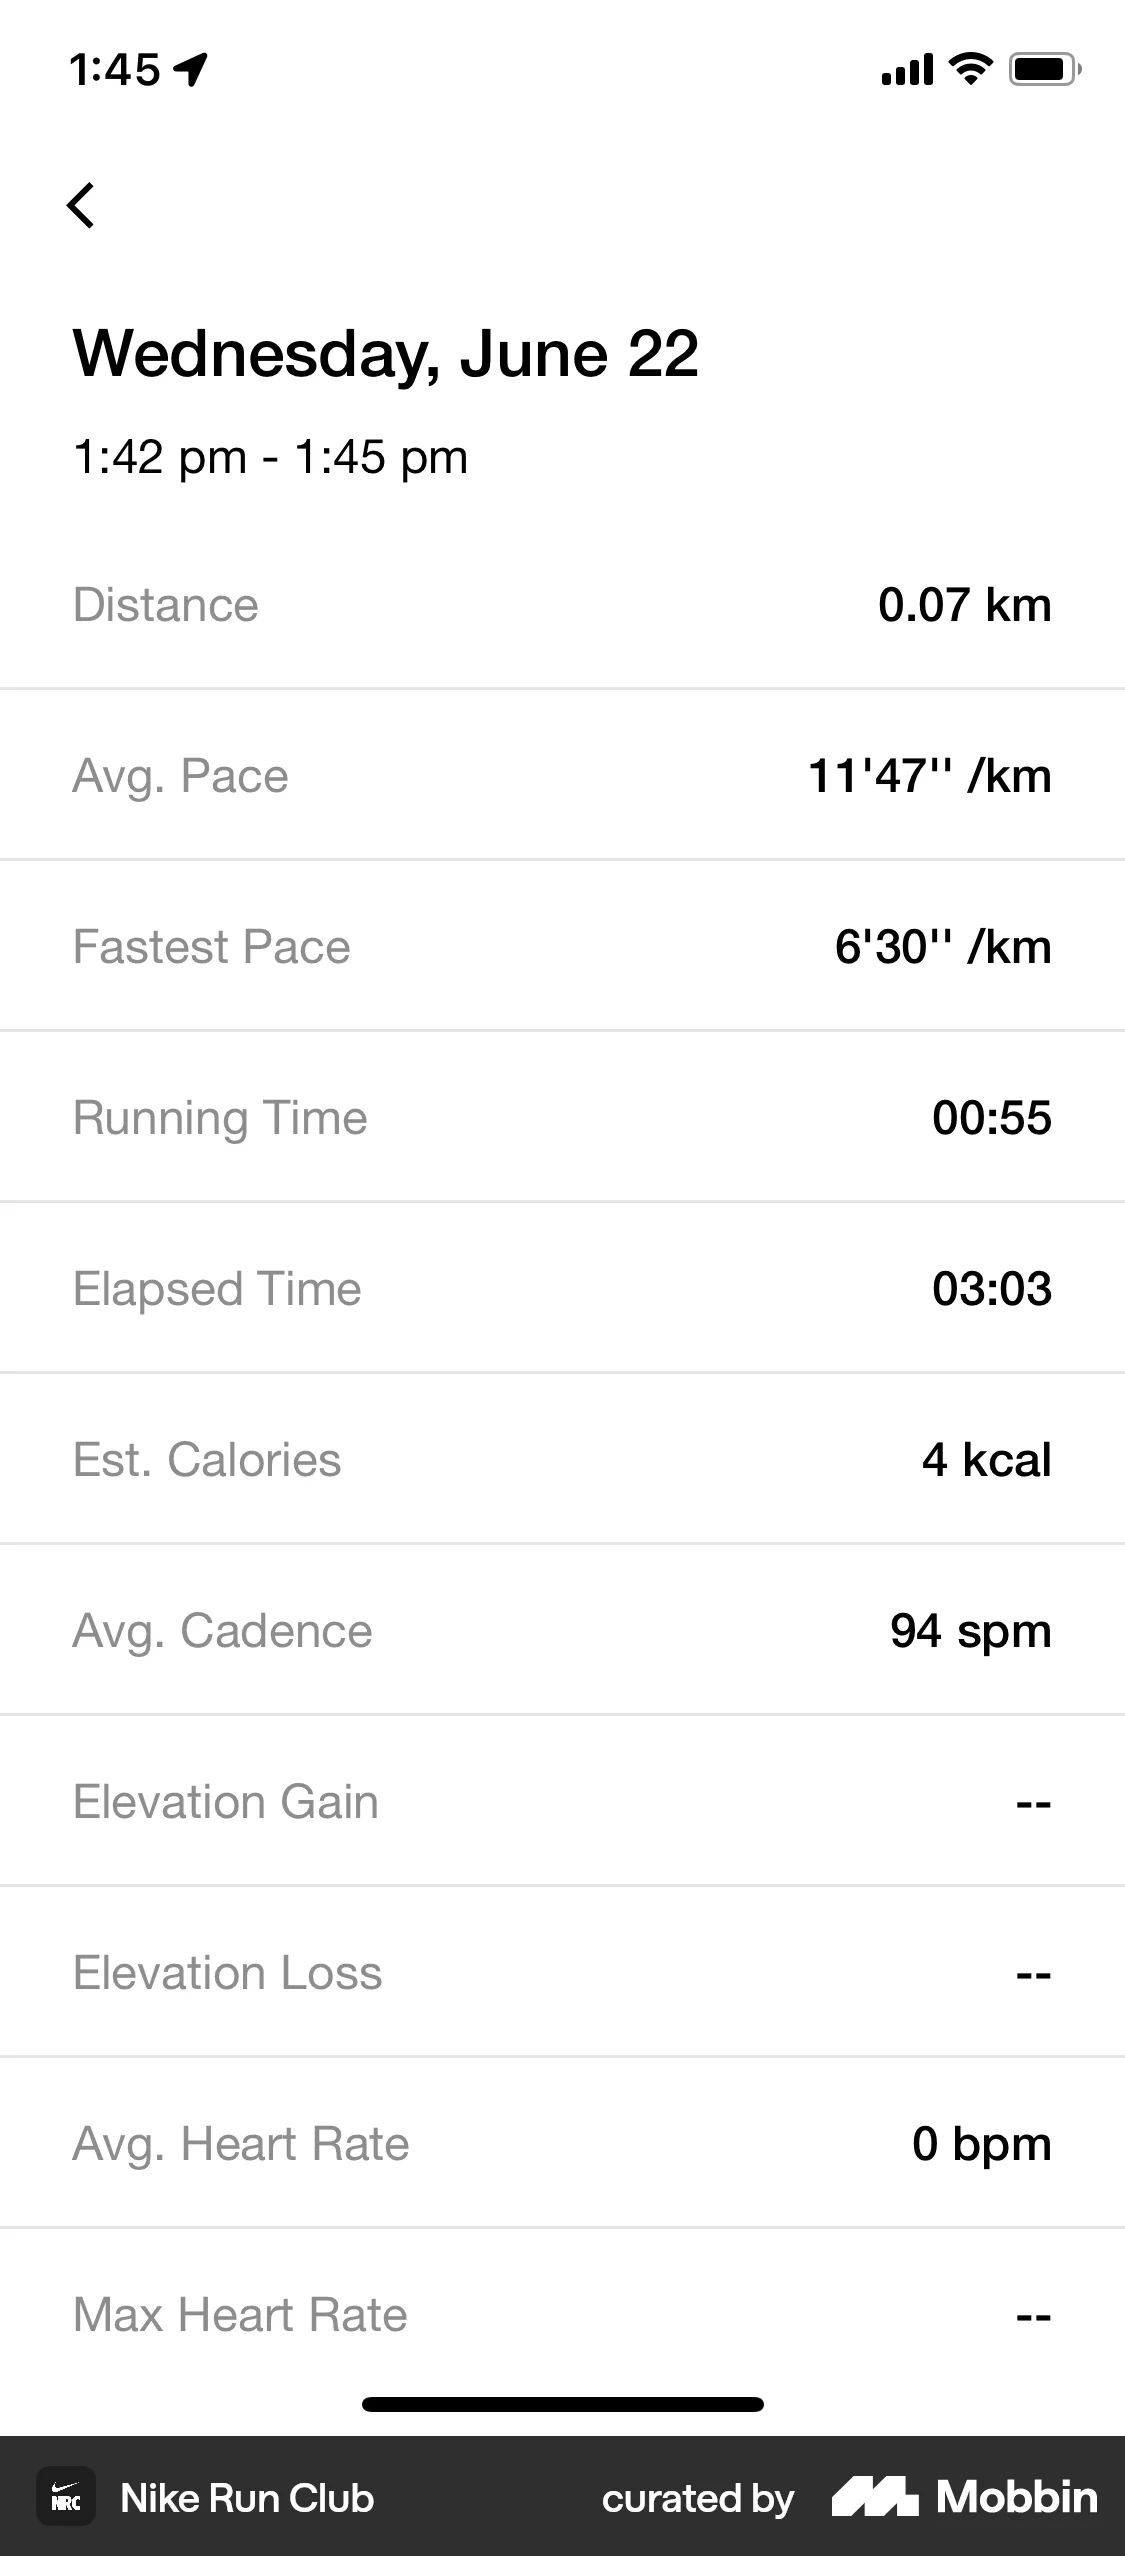 1:45
Wednesday, June 22
1:42 pm - 1:45 pm
Distance 0.07 km
Avg. Pace 11'47'' /km
Fastest Pace 6'30'' /km
Running Time 00:55
Elapsed Time 03:03
Est. Calories 4 kcal
Avg. Cadence 94 spm
Elevation Gain --
Elevation Loss --
Avg. Heart Rate 0 bpm
Max Heart Rate --
NRC Nike Run Club curated by Mobbin